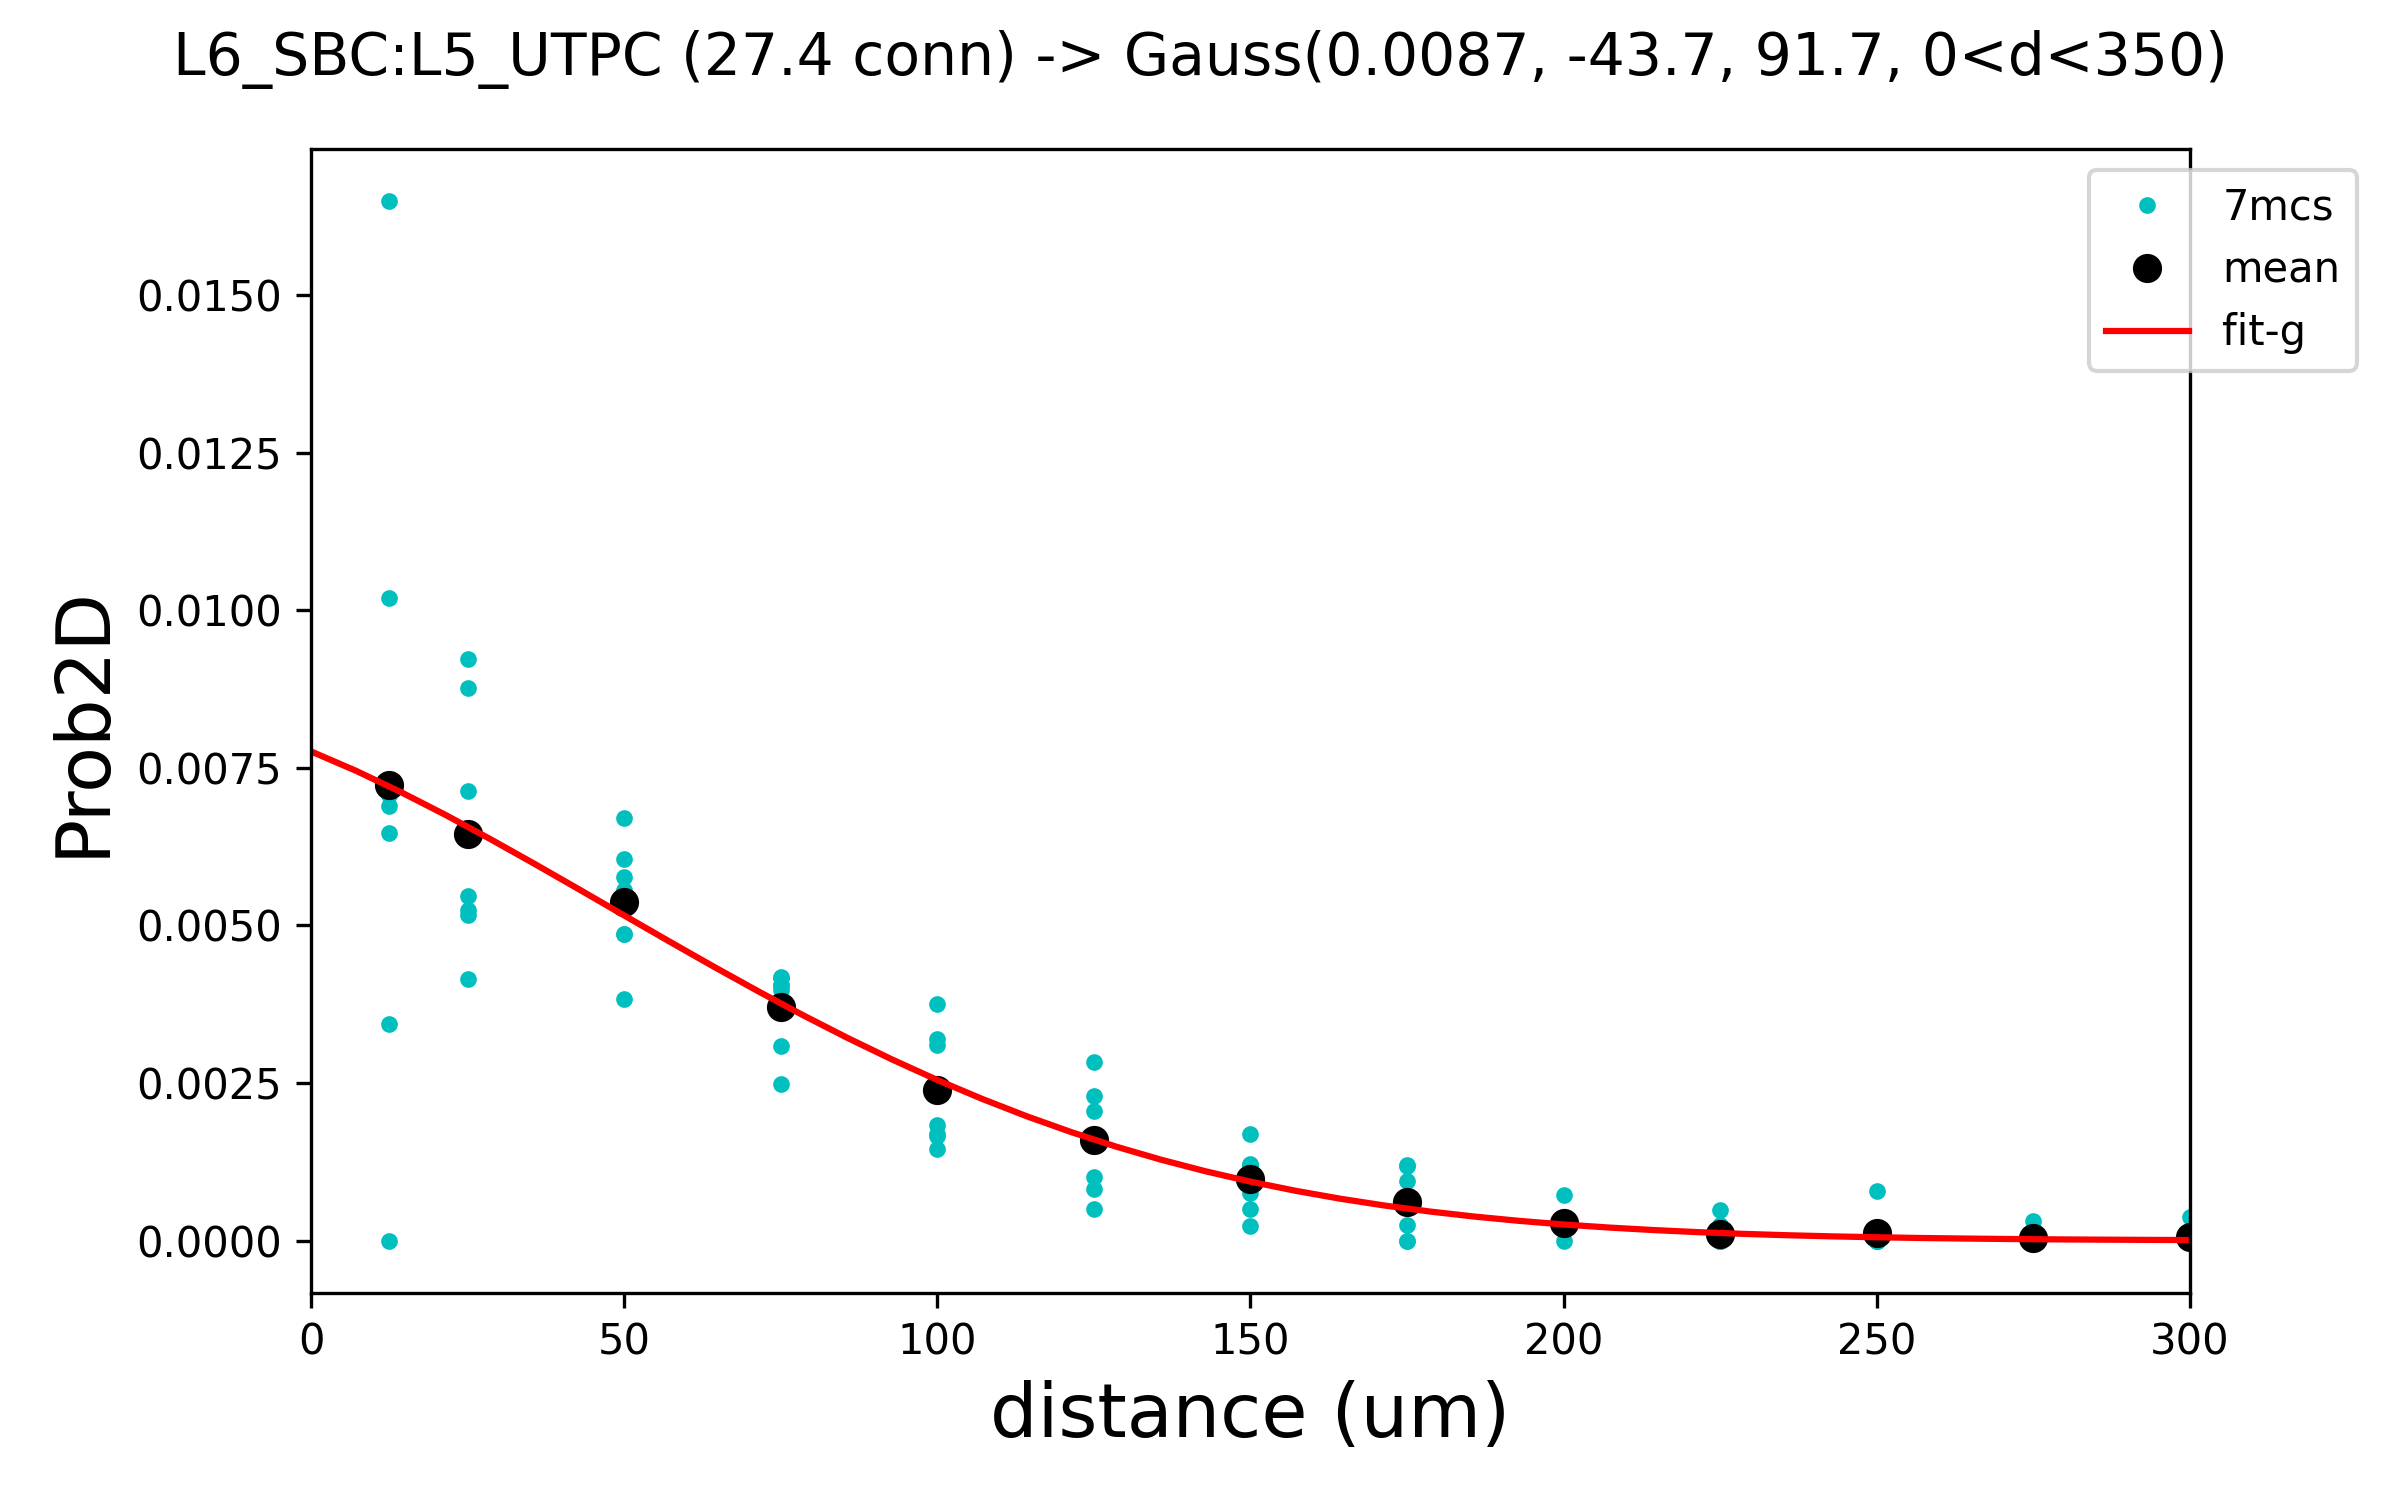 L6_SBC:L5_UTPC (27.4 conn) -> Gauss(0.0087, -43.7, 91.7, 0<d<350)
7mcs
mean
fit-g
0.0150
0.0125
0.0100
0.0075
0.0050
0.0025
0.0000
Prob2D
0 50 100 150 200 250 300
distance (um)